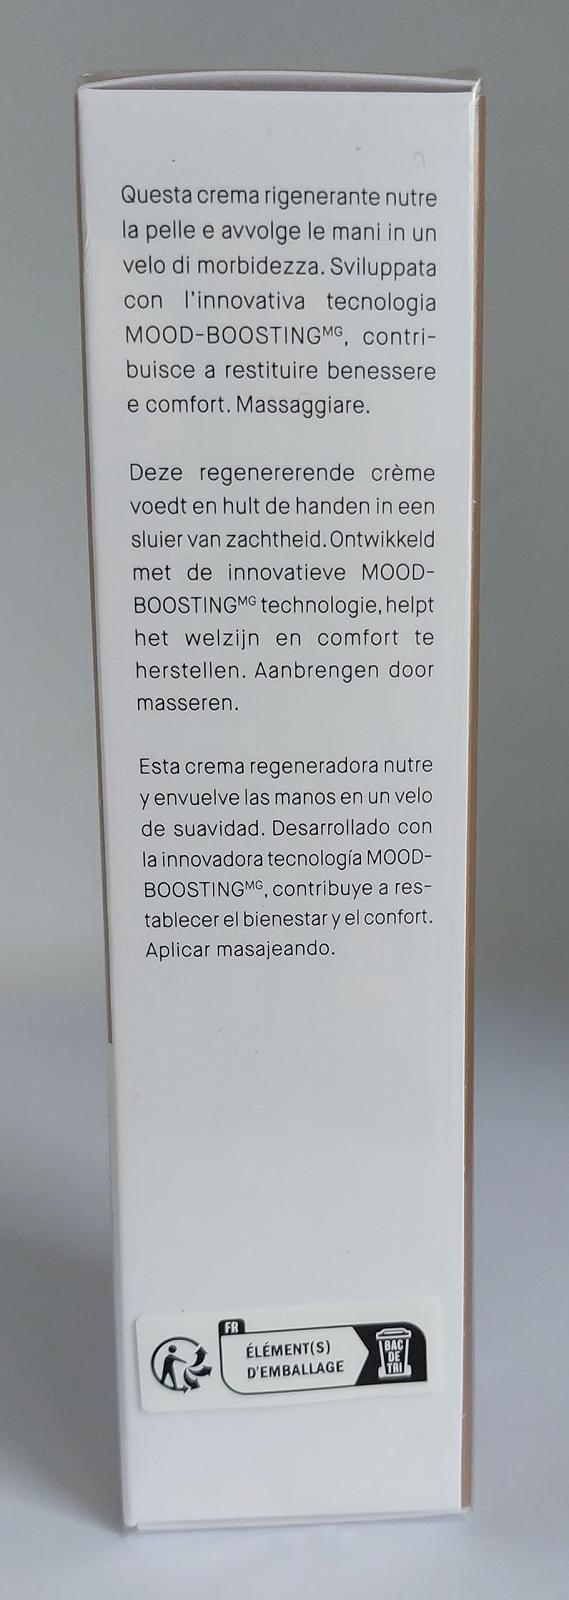 Questa crema rigenerante nutre
la pelle e avvolge le mani in un
velo di morbidezza. Sviluppata
con l'innovativa tecnologia
MOOD-BOOSTINGᴹᴳ, contri-
buisce a restituire benessere
e comfort. Massaggiare.
Deze regenererende crème
voedt en hult de handen in een
sluier van zachtheid. Ontwikkeld
met de innovatieve MOOD-
BOOSTINGᴹᴳ technologie, helpt
het welzijn en comfort te
herstellen. Aanbrengen door
masseren.
Esta crema regeneradora nutre
y envuelve las manos en un velo
de suavidad. Desarrollado con
la innovadora tecnología MOOD-
BOOSTINGᴹᴳ, contribuye a res-
tablecer el bienestar y el confort.
Aplicar masajeando.
FR
ÉLÉMENT(S)
D'EMBALLAGE
BAC
DE
TRI